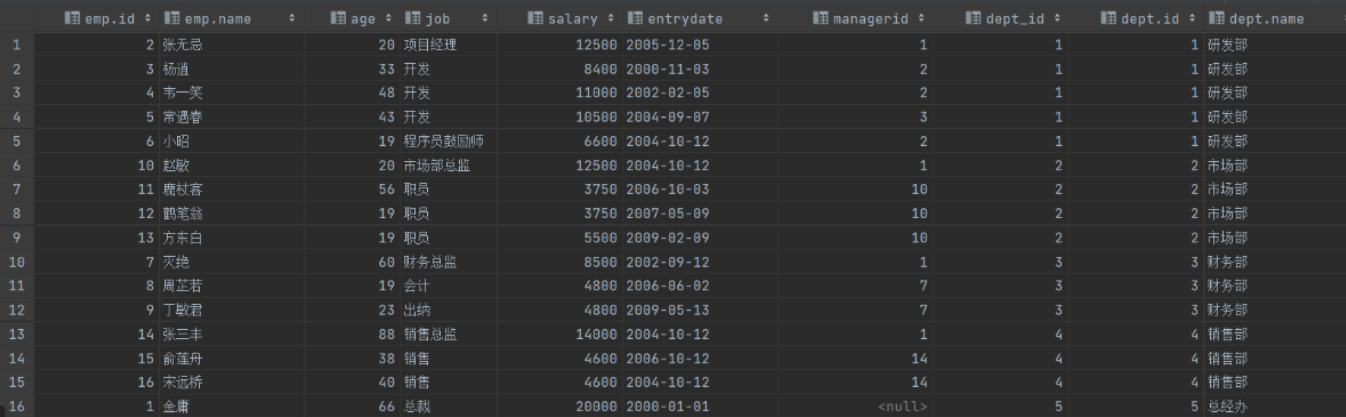 emp.id emp.name age job salary entrydate managerid dept_id dept.id dept.name
1 2 张无忌 20 项目经理 12500 2005-12-05 1 1 1 研发部
2 3 杨逍 33 开发 8400 2000-11-03 2 1 1 研发部
3 4 韦一笑 48 开发 11000 2002-02-05 2 1 1 研发部
4 5 常遇春 43 开发 10500 2004-09-07 3 1 1 研发部
5 6 小昭 19 程序员鼓励师 6600 2004-10-12 2 1 1 研发部
6 10 赵敏 20 市场部总监 12500 2004-10-12 1 2 2 市场部
7 11 鹿杖客 56 职员 3750 2006-10-03 10 2 2 市场部
8 12 鹤笔翁 19 职员 3750 2007-05-09 10 2 2 市场部
9 13 方东白 19 职员 5500 2009-02-09 10 2 2 市场部
10 7 灭绝 60 财务总监 8500 2002-09-12 1 3 3 财务部
11 8 周芷若 19 会计 4800 2006-06-02 7 3 3 财务部
12 9 丁敏君 23 出纳 4800 2009-05-13 7 3 3 财务部
13 14 张三丰 88 销售总监 14000 2004-10-12 1 4 4 销售部
14 15 俞莲舟 38 销售 4600 2006-10-12 14 4 4 销售部
15 16 宋远桥 40 销售 4600 2004-10-12 14 4 4 销售部
16 1 金庸 66 总裁 20000 2000-01-01 <null> 5 5 总经办